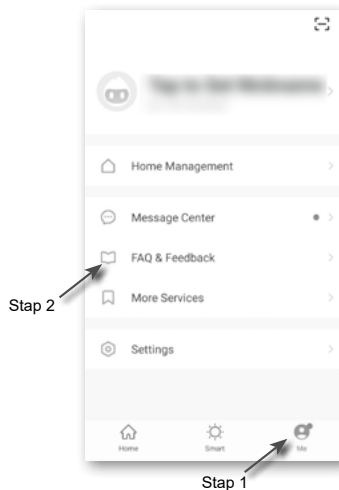 Home Management
Message Center
FAQ & Feedback
Stap 2
More Services
Settings
Home Smart Me
Stap 1